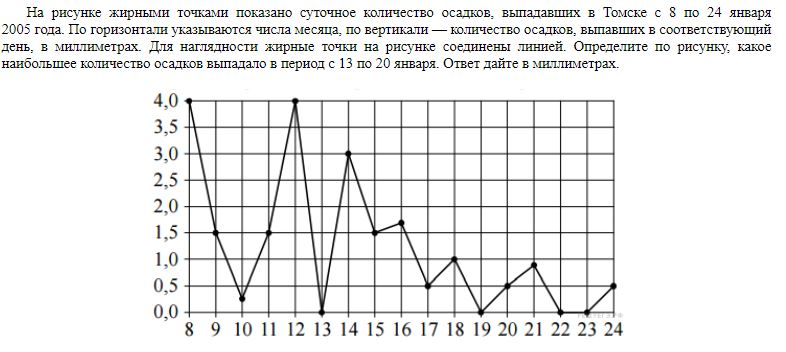 На рисунке жирными точками показано суточное количество осадков, выпадавших в Томске с 8 по 24 января
2005 года. По горизонтали указываются числа месяца, по вертикали — количество осадков, выпавших в соответствующий
день, в миллиметрах. Для наглядности жирные точки на рисунке соединены линией. Определите по рисунку, какое
наибольшее количество осадков выпадало в период с 13 по 20 января. Ответ дайте в миллиметрах.
4,0
3,5
3,0
2,5
2,0
1,5
1,0
0,5
0,0
8 9 10 11 12 13 14 15 16 17 18 19 20 21 22 23 24